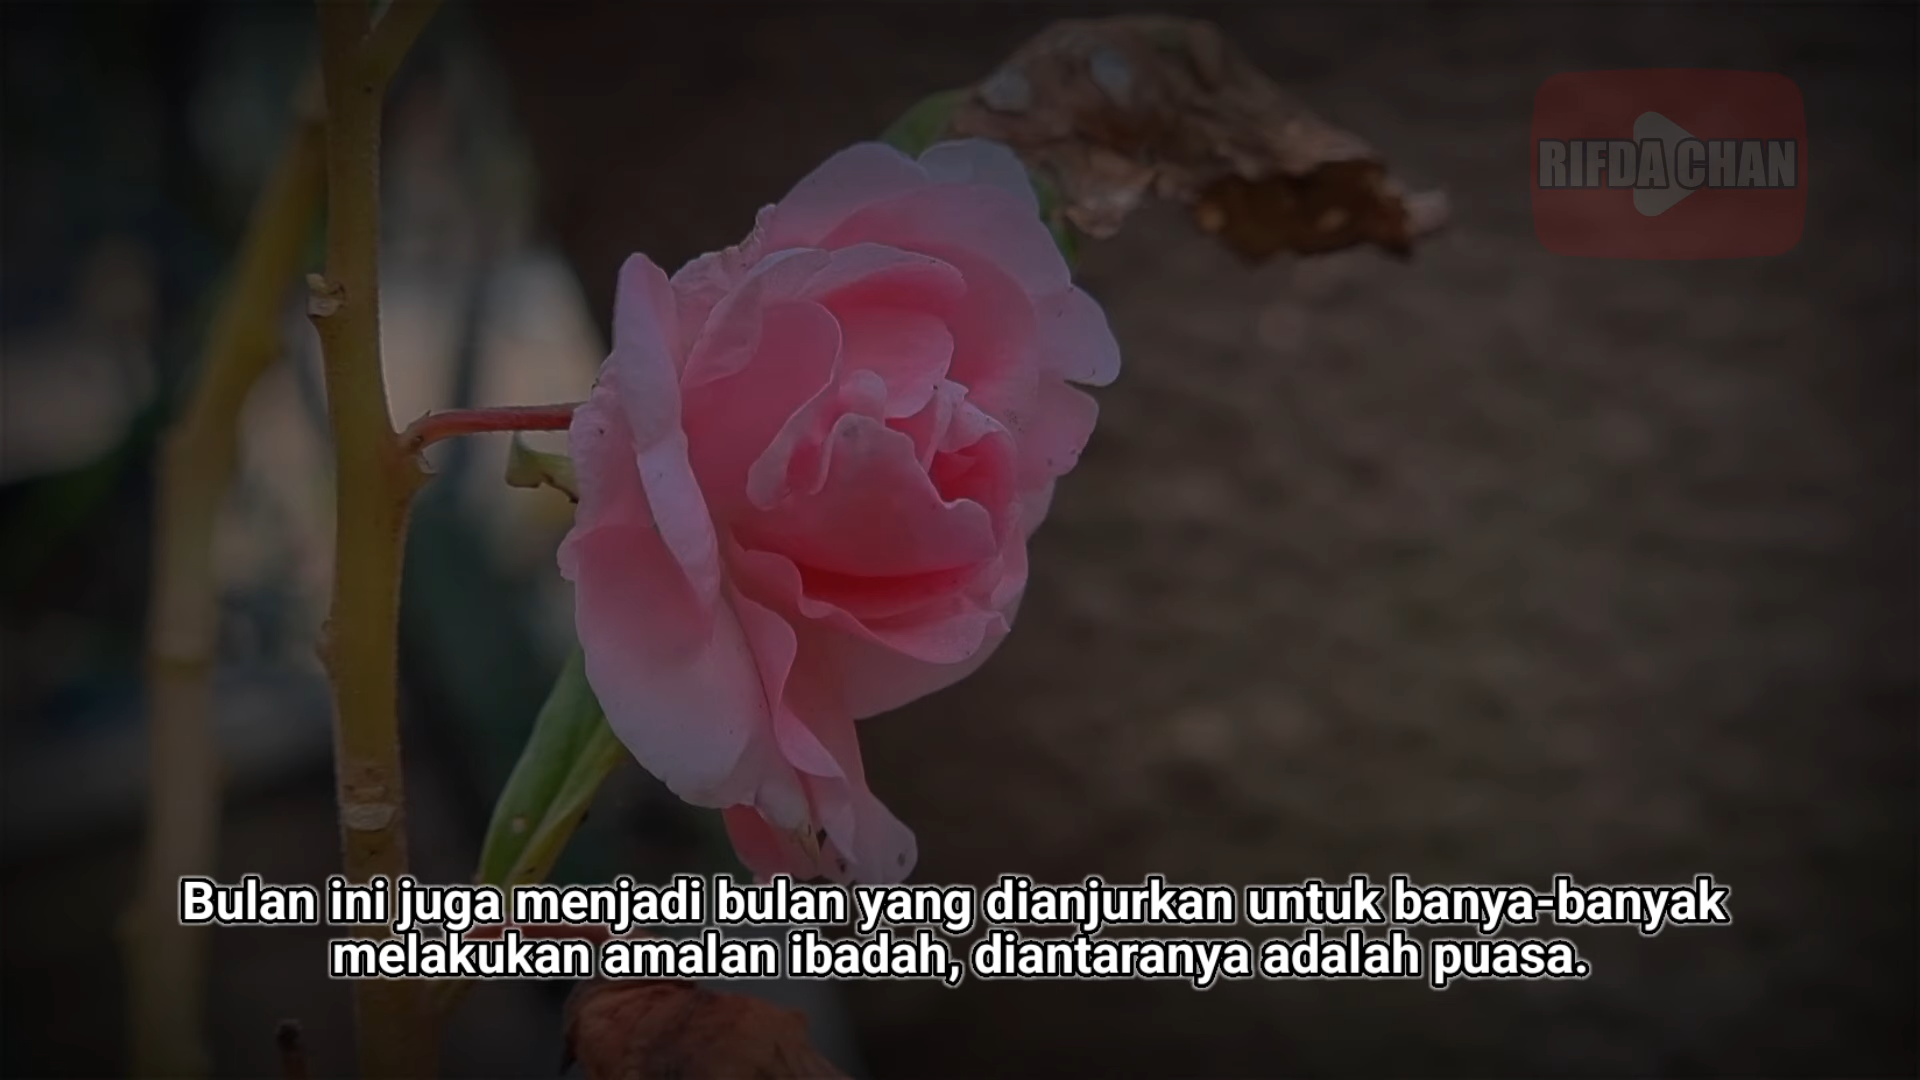 RIFDA CHAN
Bulan ini juga menjadi bulan yang dianjurkan untuk banya-banyak
melakukan amalan ibadah, diantaranya adalah puasa.